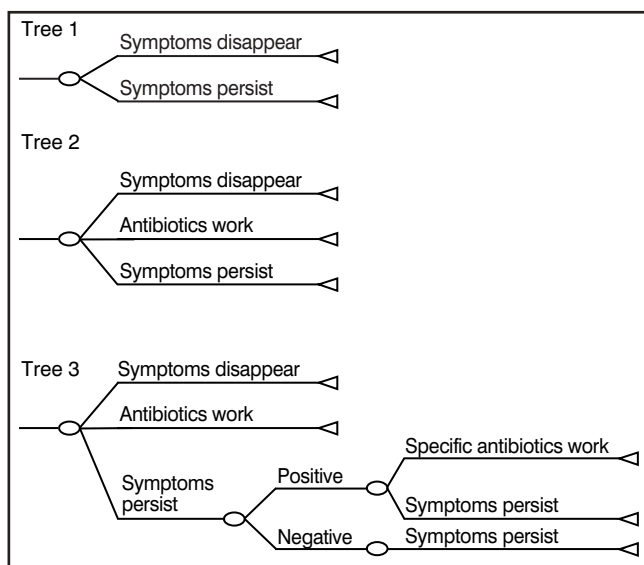 Tree 1
Symptoms disappear
Symptoms persist
Tree 2
Symptoms disappear
Antibiotics work
Symptoms persist
Tree 3
Symptoms disappear
Antibiotics work
Symptoms
persist
Positive
Specific antibiotics work
Symptoms persist
Negative
Symptoms persist